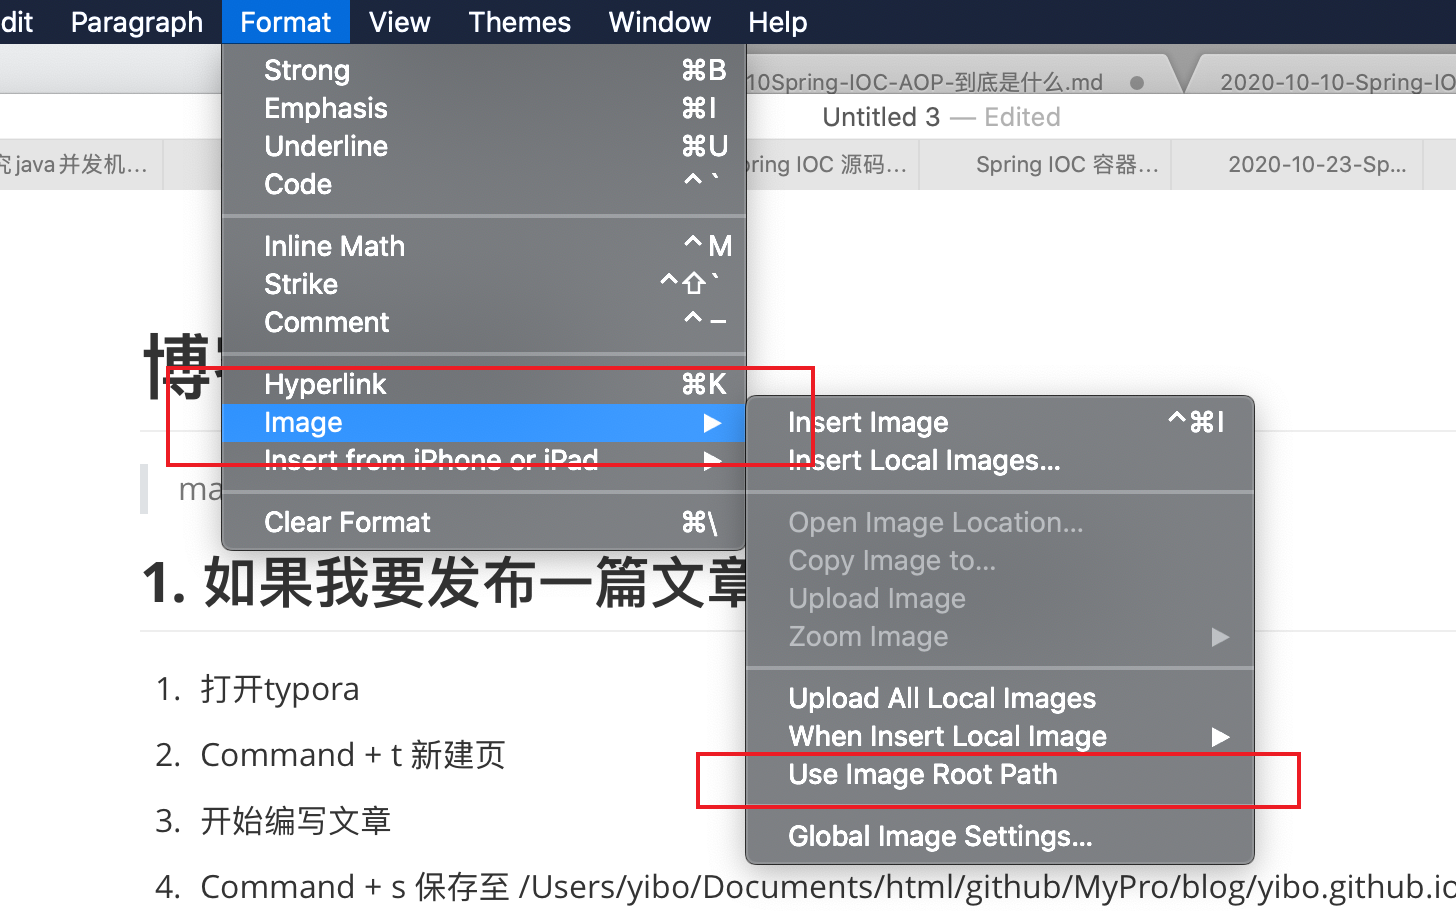 dit Paragraph Format View Themes Window Help
10Spring-IOC-AOP-到底是什么.md
2020-10-10-Spring-IO
Untitled 3 — Edited
究java并发机...
pring IOC 源码...
Spring IOC 容器...
2020-10-23-Sp...
Strong ⌘B
Emphasis ⌘I
Underline ⌘U
Code ^ `
Inline Math ^ M
Strike ^⇧`
Comment ^ –
Hyperlink ⌘K
Image ▶
Insert from iPhone or iPad ▶
Clear Format ⌘\
Insert Image ^⌘I
Insert Local Images...
Open Image Location...
Copy Image to...
Upload Image
Zoom Image ▶
Upload All Local Images
When Insert Local Image ▶
Use Image Root Path
Global Image Settings...
博
ma
1. 如果我要发布一篇文章
1. 打开typora
2. Command + t 新建页
3. 开始编写文章
4. Command + s 保存至 /Users/yibo/Documents/html/github/MyPro/blog/yibo.github.io